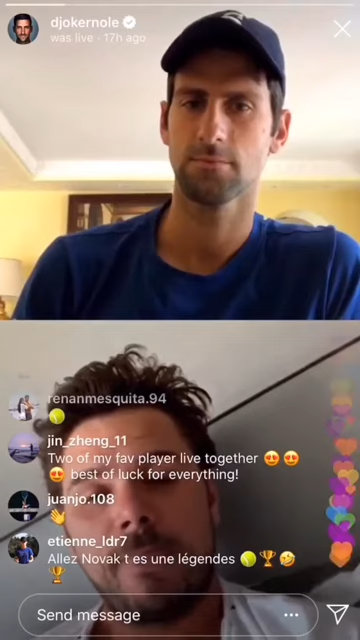 djokernole
was live · 17h ago
renanmesquita.94
🎾
jin_zheng_11
Two of my fav player live together 😍😍
😍 best of luck for everything!
juanjo.108
👋
etienne_ldr7
Allez Novak t es une légendes 🎾🏆🤣
🏆
Send message